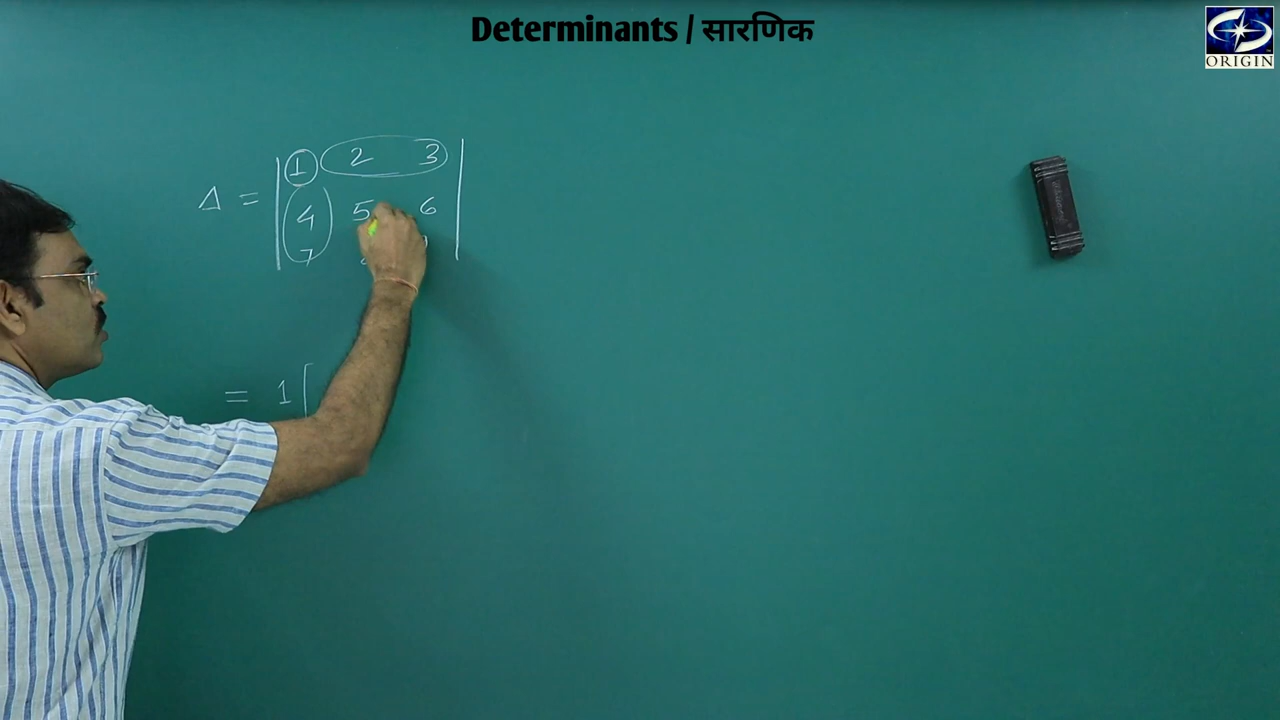 Determinants / सारणिक
ORIGIN
Δ = | 1 2 3 |
4 5 6
7
= 1 |